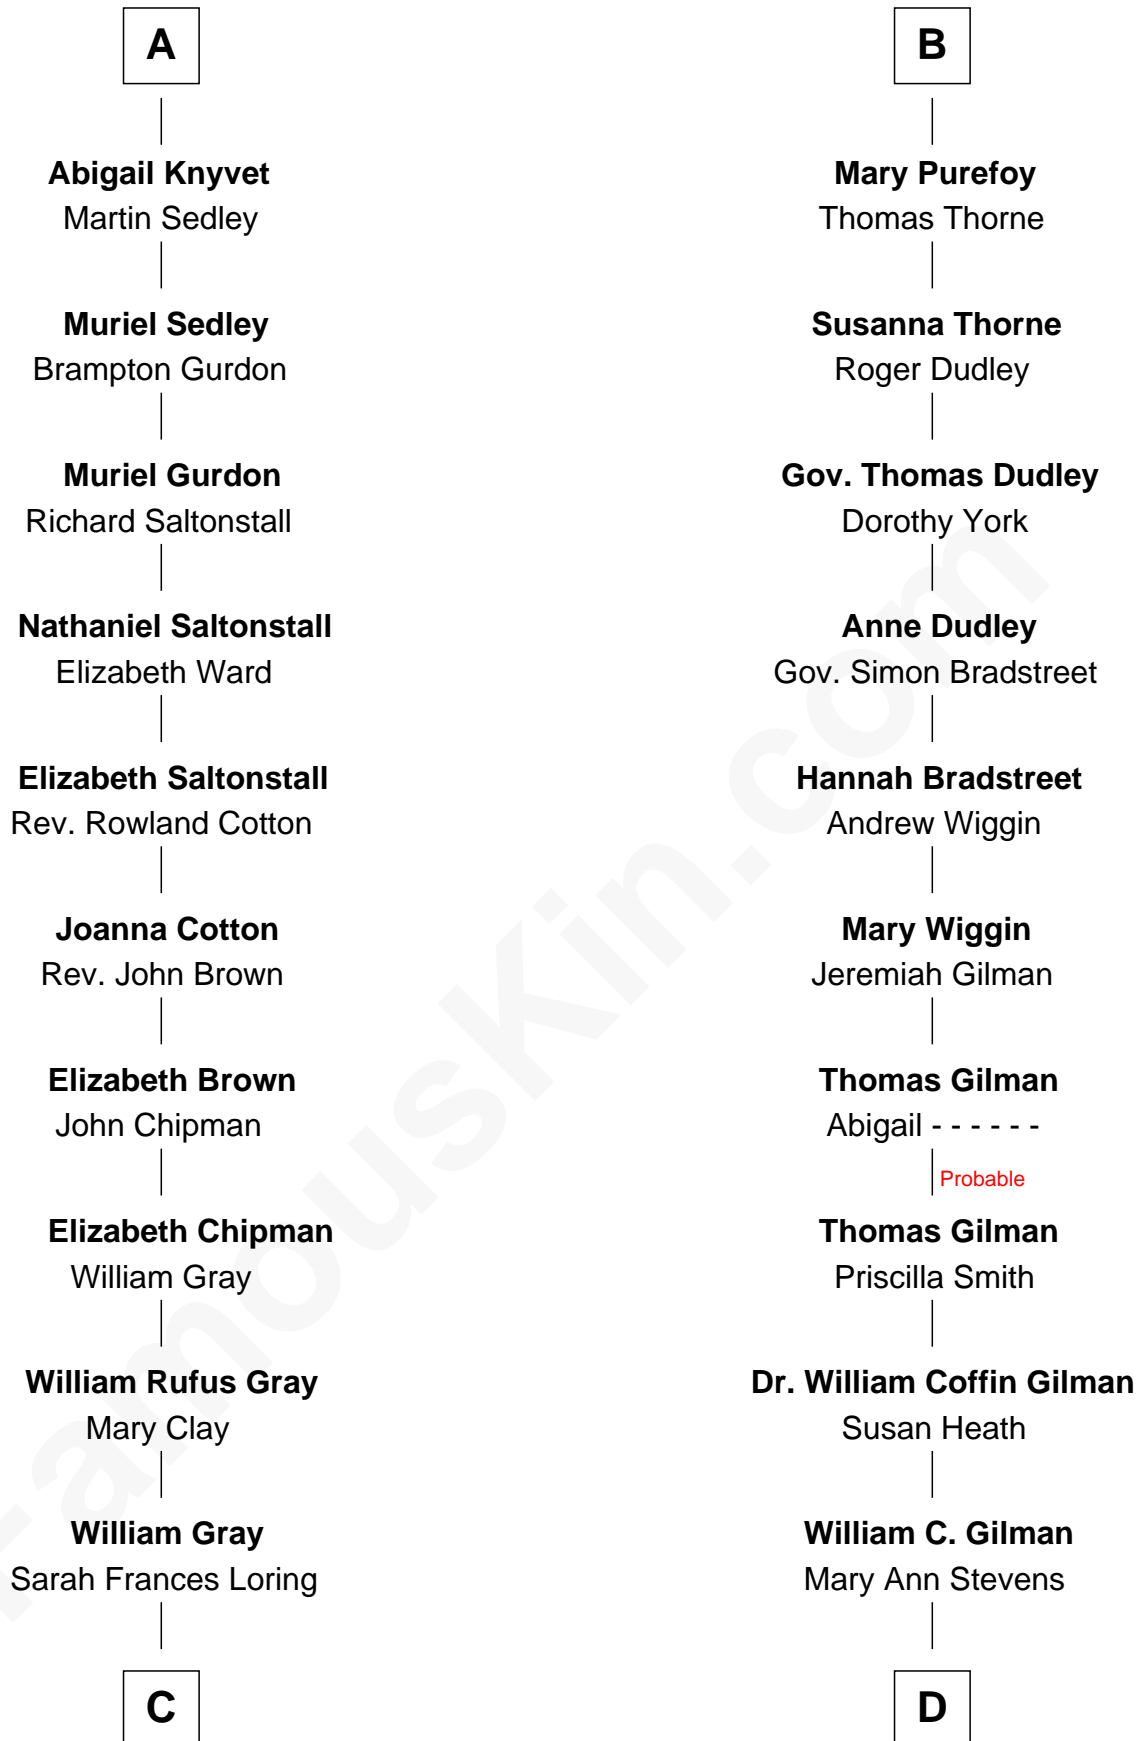 A
Abigail Knyvet
Martin Sedley
Muriel Sedley
Brampton Gurdon
Muriel Gurdon
Richard Saltonstall
Nathaniel Saltonstall
Elizabeth Ward
Elizabeth Saltonstall
Rev. Rowland Cotton
Joanna Cotton
Rev. John Brown
Elizabeth Brown
John Chipman
Elizabeth Chipman
William Gray
William Rufus Gray
Mary Clay
William Gray
Sarah Frances Loring
C
B
Mary Purefoy
Thomas Thorne
Susanna Thorne
Roger Dudley
Gov. Thomas Dudley
Dorothy York
Anne Dudley
Gov. Simon Bradstreet
Hannah Bradstreet
Andrew Wiggin
Mary Wiggin
Jeremiah Gilman
Thomas Gilman
Abigail - - - - - -
Probable
Thomas Gilman
Priscilla Smith
Dr. William Coffin Gilman
Susan Heath
William C. Gilman
Mary Ann Stevens
D
FamousKin.com